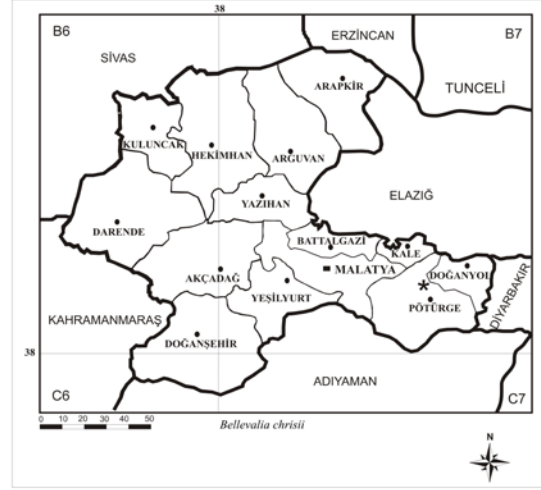 38
B6
B7
ERZİNCAN
SİVAS
ARAPKİR
TUNCELİ
KULUNCAK
HEKİMHAN
ARGUVAN
ELAZIĞ
YAZIHAN
DARENDE
BATTALGAZİ
KALE
AKÇADAĞ
MALATYA
DOĞANYOL
YEŞİLYURT
*
PÖTÜRGE
DİYARBAKIR
KAHRAMANMARAŞ
DOĞANŞEHİR
38
ADIYAMAN
C6
C7
0 10 20 30 40 50
Bellevalia chrisii
N